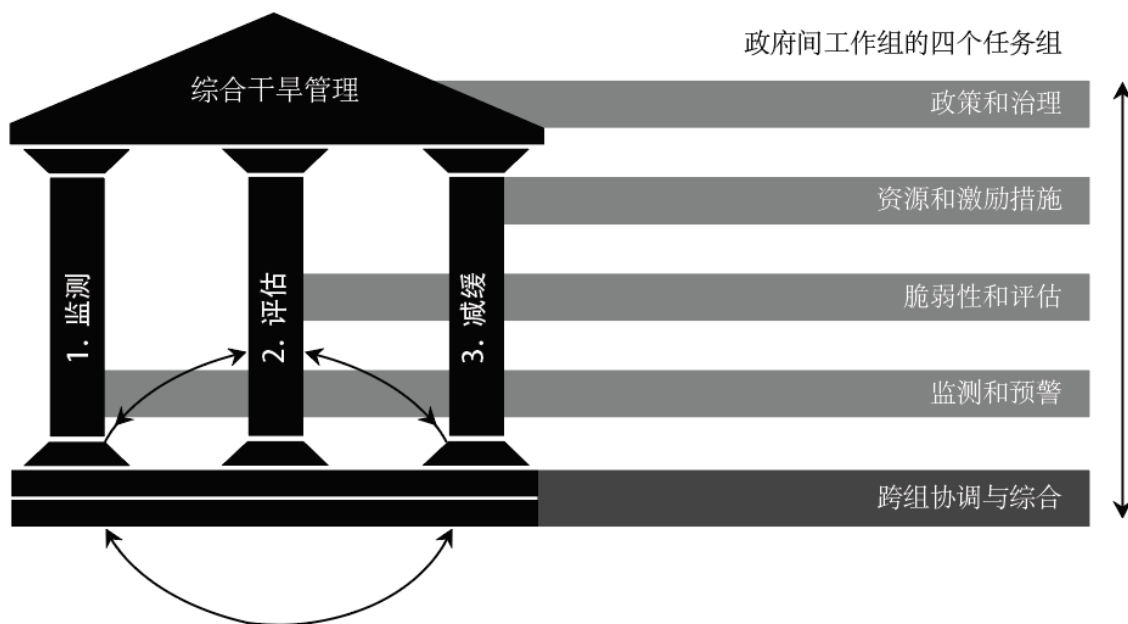 政府间工作组的四个任务组
综合干旱管理
政策和治理
资源和激励措施
脆弱性和评估
监测和预警
跨组协调与综合
1. 监测
2. 评估
3. 减缓